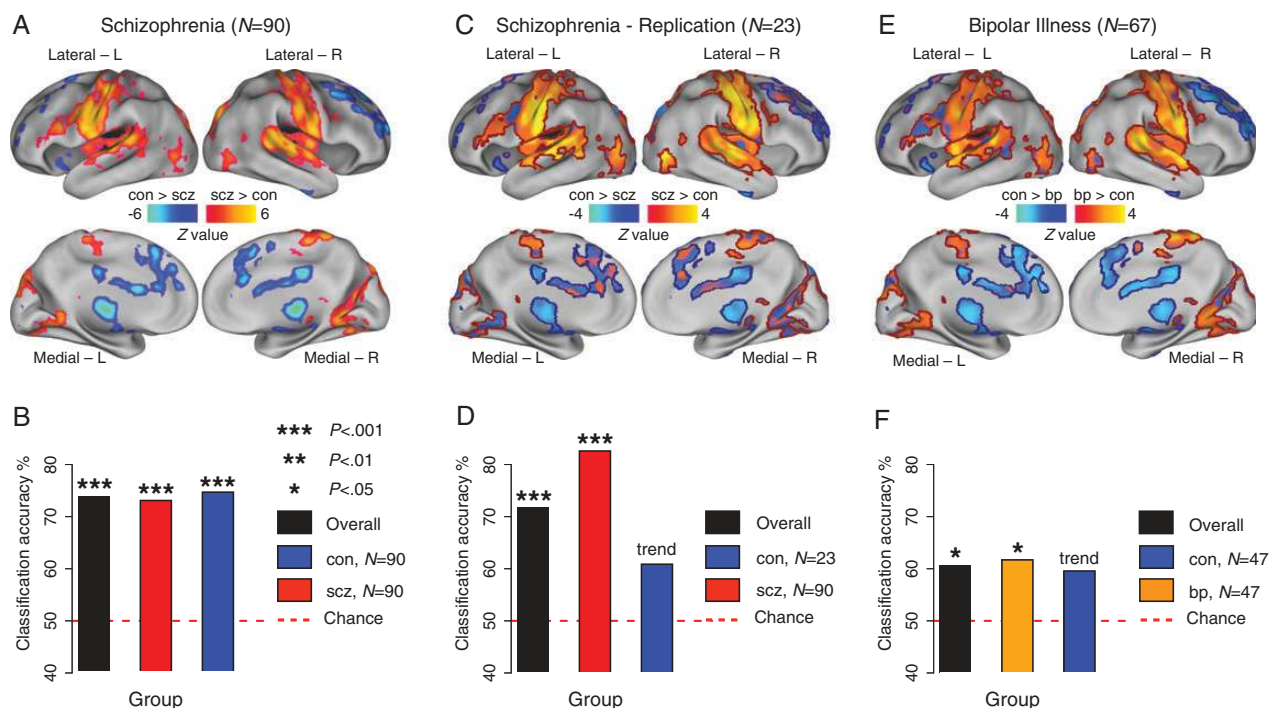 A Schizophrenia (N=90)
Lateral – L
Lateral – R
con > scz scz > con
-6 6
Z value
Medial – L
Medial – R
B
*** P<.001
** P<.01
* P<.05
Classification accuracy %
80
70
60
50
40
***
***
***
Overall
con, N=90
scz, N=90
Chance
Group
C Schizophrenia - Replication (N=23)
Lateral – L
Lateral – R
con > scz scz > con
-4 4
Z value
Medial – L
Medial – R
D
Classification accuracy %
80
70
60
50
40
***
***
trend
Overall
con, N=23
scz, N=90
Chance
Group
E Bipolar Illness (N=67)
Lateral – L
Lateral – R
con > bp bp > con
-4 4
Z value
Medial – L
Medial – R
F
Classification accuracy %
80
70
60
50
40
*
*
trend
Overall
con, N=47
bp, N=47
Chance
Group